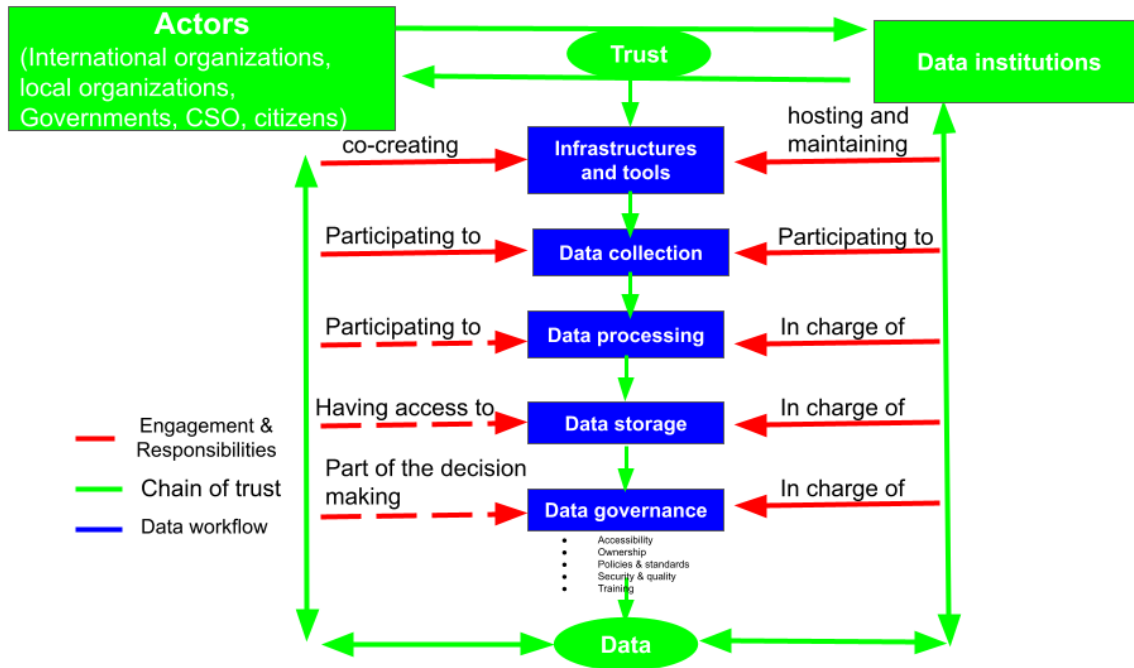 Actors
(International organizations,
local organizations,
Governments, CSO, citizens)
Trust
Data institutions
co-creating
Infrastructures
and tools
hosting and
maintaining
Participating to
Data collection
Participating to
Participating to
Data processing
In charge of
Having access to
Data storage
In charge of
Part of the decision
making
Data governance
In charge of
Engagement &
Responsibilities
Chain of trust
Data workflow
● Accessibility
● Ownership
● Policies & standards
● Security & quality
● Training
Data